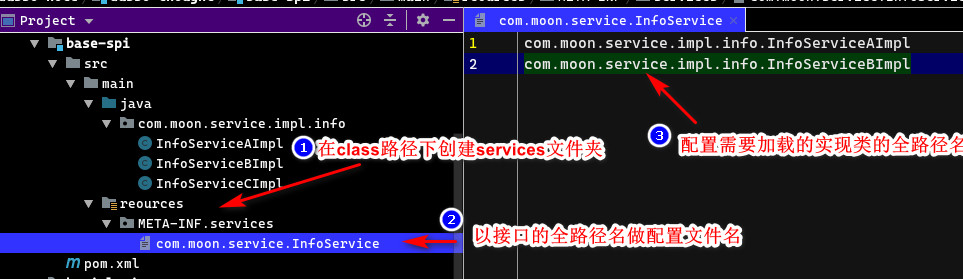 Project
com.moon.service.InfoService
base-spi
src
main
java
com.moon.service.impl.info
InfoServiceAImpl
InfoServiceBImpl
InfoServiceCImpl
reources
META-INF.services
com.moon.service.InfoService
pom.xml
1 com.moon.service.impl.info.InfoServiceAImpl
2 com.moon.service.impl.info.InfoServiceBImpl
1 在class路径下创建services文件夹
2 以接口的全路径名做配置文件名
3 配置需要加载的实现类的全路径名